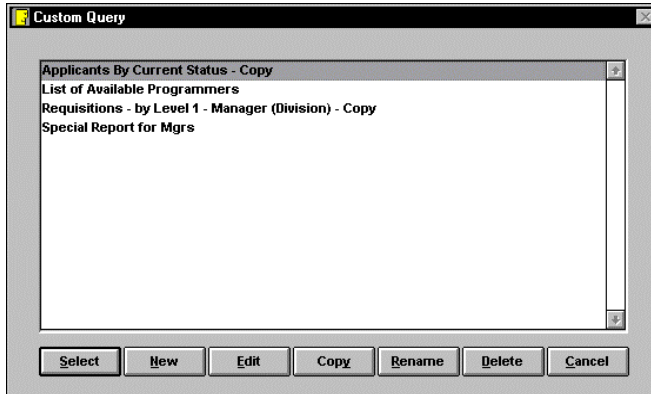 Custom Query
Applicants By Current Status - Copy
List of Available Programmers
Requisitions - by Level 1 - Manager (Division) - Copy
Special Report for Mgrs
Select New Edit Copy Rename Delete Cancel